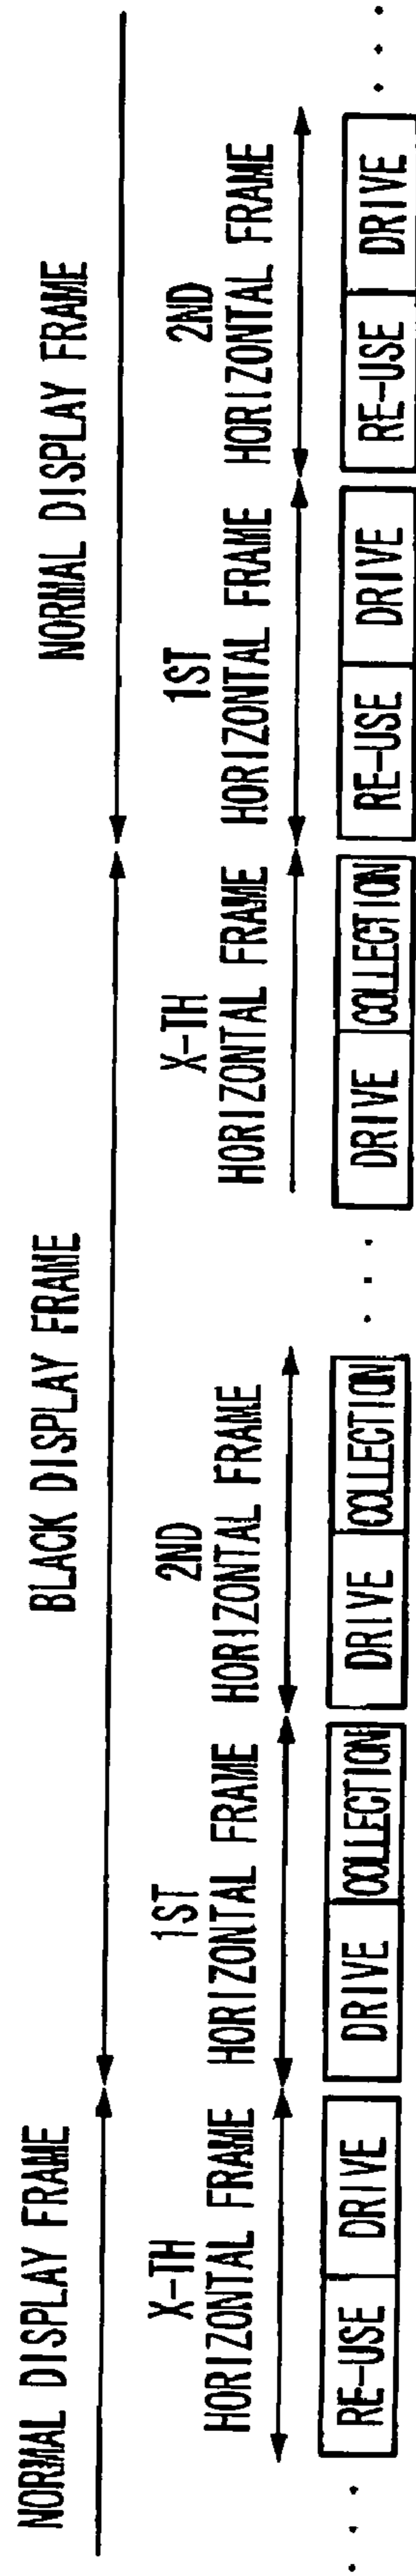 NORMAL DISPLAY FRAME
BLACK DISPLAY FRAME
NORMAL DISPLAY FRAME
X-TH
HORIZONTAL FRAME
1ST
HORIZONTAL FRAME
2ND
HORIZONTAL FRAME
X-TH
HORIZONTAL FRAME
1ST
HORIZONTAL FRAME
2ND
HORIZONTAL FRAME
. . . RE-USE DRIVE DRIVE COLLECTION DRIVE COLLECTION . . . DRIVE COLLECTION RE-USE DRIVE RE-USE DRIVE . . .